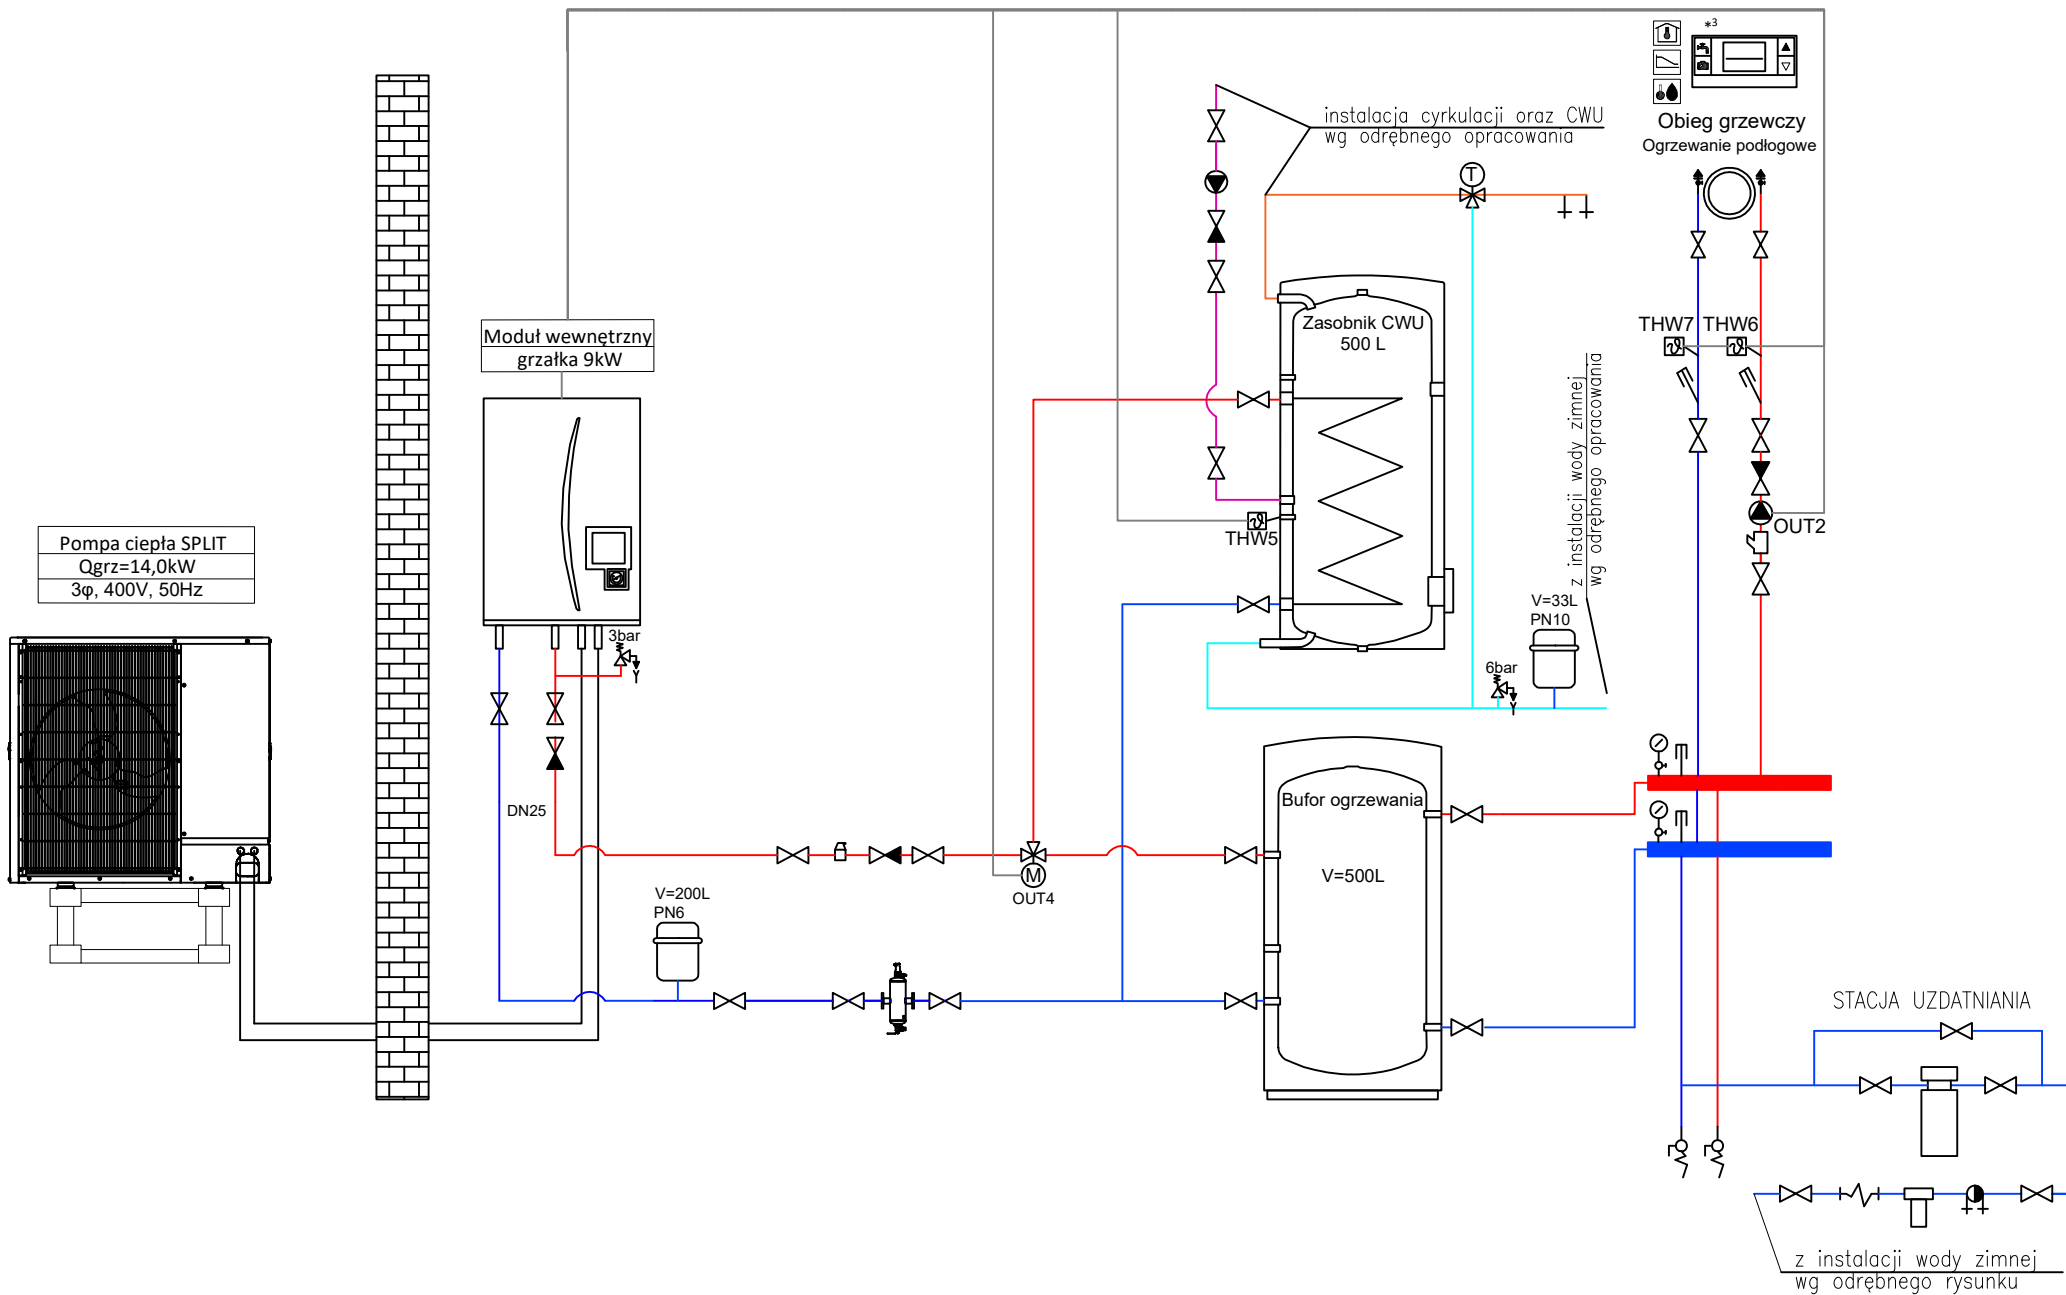 *3
instalacja cyrkulacji oraz CWU
wg odrębnego opracowania
Obieg grzewczy
Ogrzewanie podłogowe
T
Moduł wewnętrzny
grzałka 9kW
Zasobnik CWU
500 L
THW7
THW6
z instalacji wody zimnej
wg odrębnego opracowania
Pompa ciepła SPLIT
Qgrz=14,0kW
3φ, 400V, 50Hz
THW5
OUT2
V=33L
PN10
3bar
6bar
DN25
Bufor ogrzewania
V=500L
M
OUT4
V=200L
PN6
STACJA UZDATNIANIA
z instalacji wody zimnej
wg odrębnego rysunku